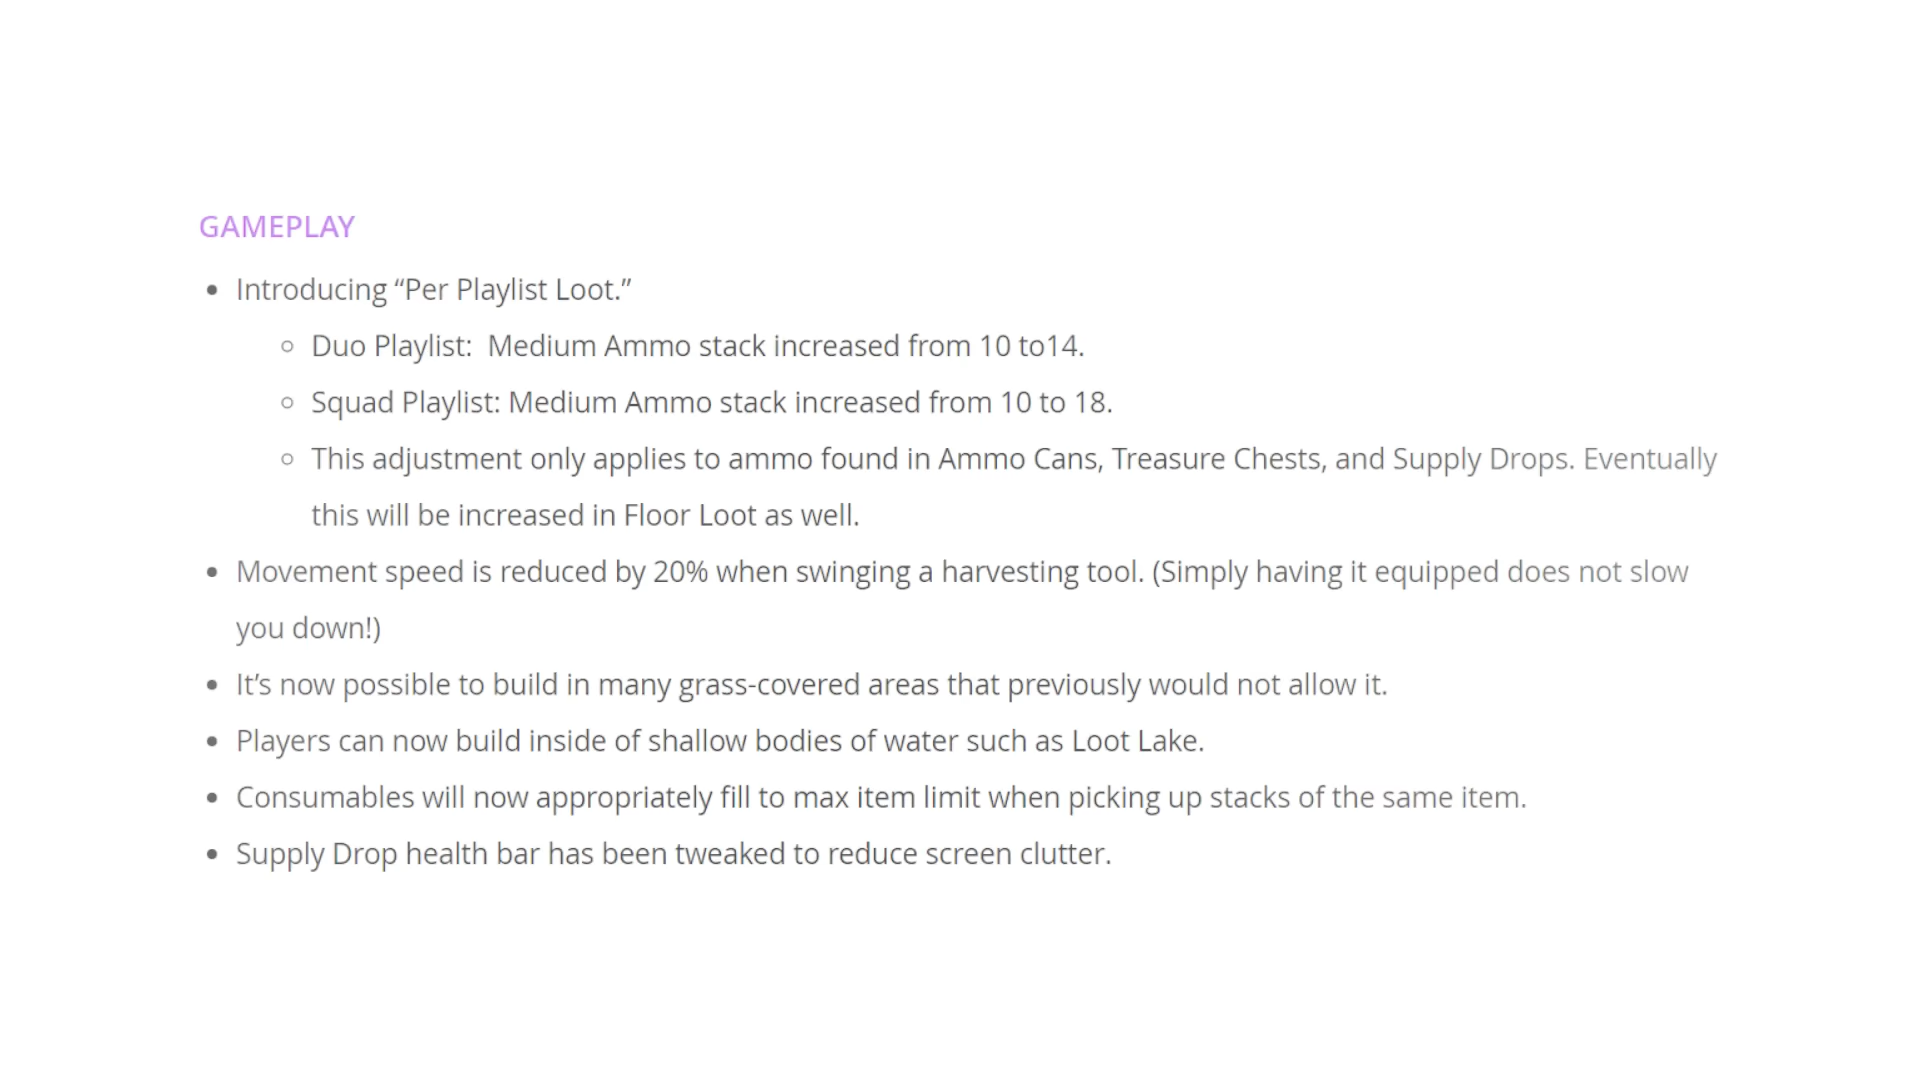 GAMEPLAY
Introducing “Per Playlist Loot.”
Duo Playlist:  Medium Ammo stack increased from 10 to14.
Squad Playlist: Medium Ammo stack increased from 10 to 18.
This adjustment only applies to ammo found in Ammo Cans, Treasure Chests, and Supply Drops. Eventually
this will be increased in Floor Loot as well.
Movement speed is reduced by 20% when swinging a harvesting tool. (Simply having it equipped does not slow
you down!)
It’s now possible to build in many grass-covered areas that previously would not allow it.
Players can now build inside of shallow bodies of water such as Loot Lake.
Consumables will now appropriately fill to max item limit when picking up stacks of the same item.
Supply Drop health bar has been tweaked to reduce screen clutter.